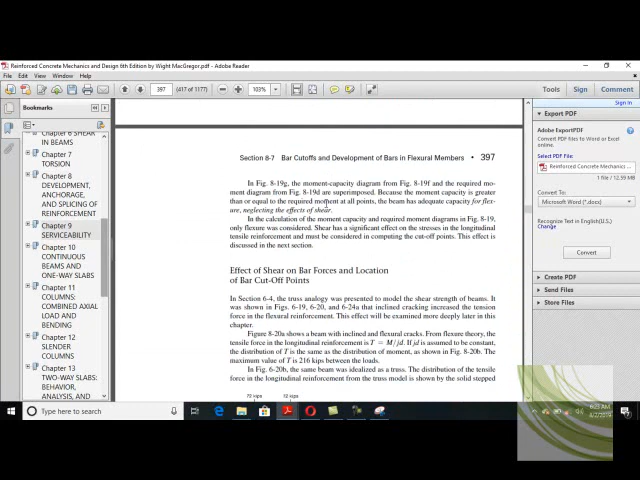 Reinforced Concrete Mechanics and Design 6th Edition by Wight MacGregor.pdf - Adobe Reader
File Edit View Window Help
397 (417 of 1177) 103% Tools Sign Comment
Sign In
Bookmarks
Chapter 6 SHEAR
IN BEAMS
Chapter 7
TORSION
Chapter 8
DEVELOPMENT,
ANCHORAGE,
AND SPLICING OF
REINFORCEMENT
Chapter 9
SERVICEABILITY
Chapter 10
CONTINUOUS
BEAMS AND
ONE-WAY SLABS
Chapter 11
COLUMNS:
COMBINED AXIAL
LOAD AND
BENDING
Chapter 12
SLENDER
COLUMNS
Chapter 13
TWO-WAY SLABS:
BEHAVIOR,
ANALYSIS, AND
Section 8-7 Bar Cutoffs and Development of Bars in Flexural Members • 397
In Fig. 8-19g, the moment-capacity diagram from Fig. 8-19f and the required mo-
ment diagram from Fig. 8-19d are superimposed. Because the moment capacity is greater
than or equal to the required moment at all points, the beam has adequate capacity for flex-
ure, neglecting the effects of shear.
In the calculation of the moment capacity and required moment diagrams in Fig. 8-19,
only flexure was considered. Shear has a significant effect on the stresses in the longitudinal
tensile reinforcement and must be considered in computing the cut-off points. This effect is
discussed in the next section.
Effect of Shear on Bar Forces and Location
of Bar Cut-Off Points
In Section 6-4, the truss analogy was presented to model the shear strength of beams. It
was shown in Figs. 6-19, 6-20, and 6-24a that inclined cracking increased the tension
force in the flexural reinforcement. This effect will be examined more deeply later in this
chapter.
Figure 8-20a shows a beam with inclined and flexural cracks. From flexure theory, the
tensile force in the longitudinal reinforcement is T = M/jd. If jd is assumed to be constant,
the distribution of T is the same as the distribution of moment, as shown in Fig. 8-20b. The
maximum value of T is 216 kips between the loads.
In Fig. 6-20b, the same beam was idealized as a truss. The distribution of the tensile
force in the longitudinal reinforcement from the truss model is shown by the solid stepped
72 kips 72 kips
Export PDF
Adobe ExportPDF
Convert PDF files to Word or Excel
online.
Select PDF File:
Reinforced Concrete Mechanics ...
1 file / 12.59 MB
Convert To:
Microsoft Word (*.docx)
Recognize Text in English(U.S.)
Change
Convert
Create PDF
Send Files
Store Files
Type here to search
6:23 AM